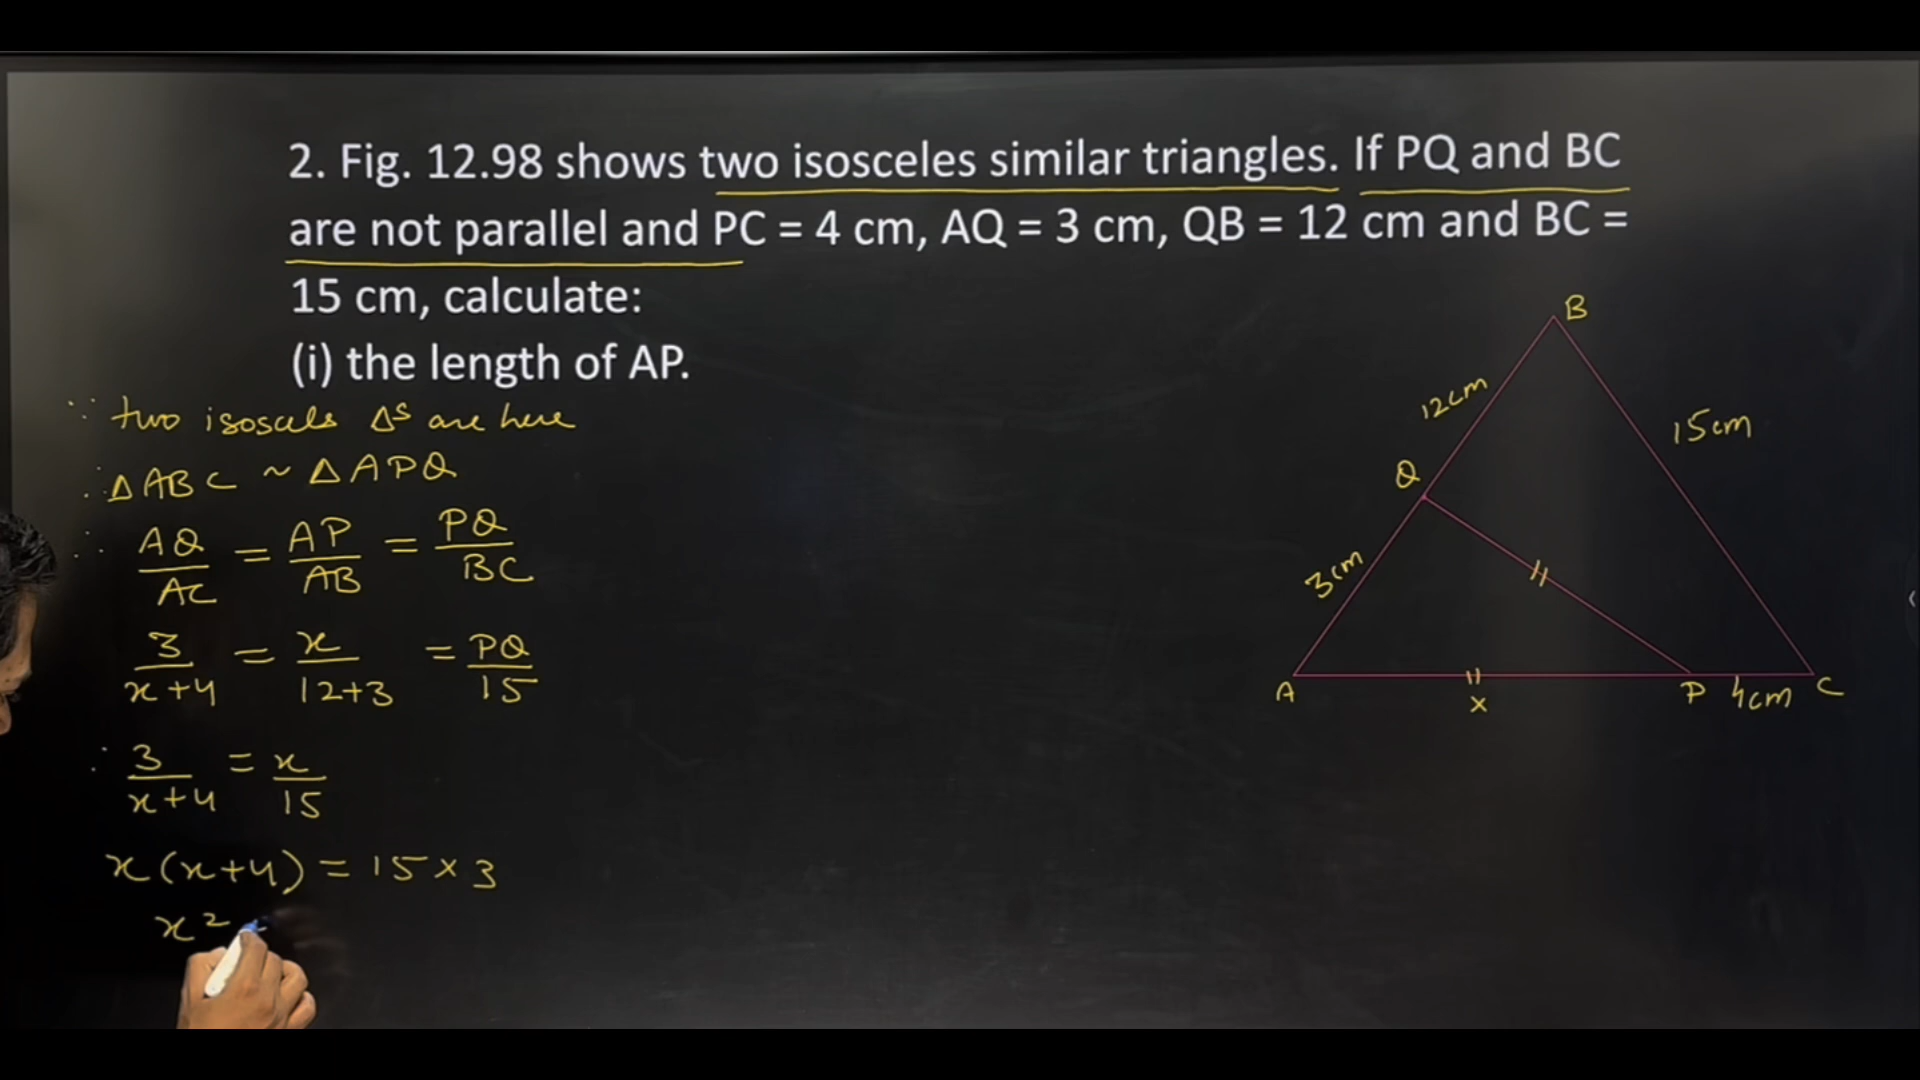 2. Fig. 12.98 shows two isosceles similar triangles. If PQ and BC
are not parallel and PC = 4 cm, AQ = 3 cm, QB = 12 cm and BC =
15 cm, calculate:
(i) the length of AP.
∵ two isoscels Δs are here
∴ Δ ABC ~ Δ APQ
∴ AQ/AC = AP/AB = PQ/BC
3/x+4 = x/12+3 = PQ/15
∴ 3/x+4 = x/15
x(x+4) = 15 × 3
x²
B
12cm
15cm
Q
3cm
A
x
P
4cm
C